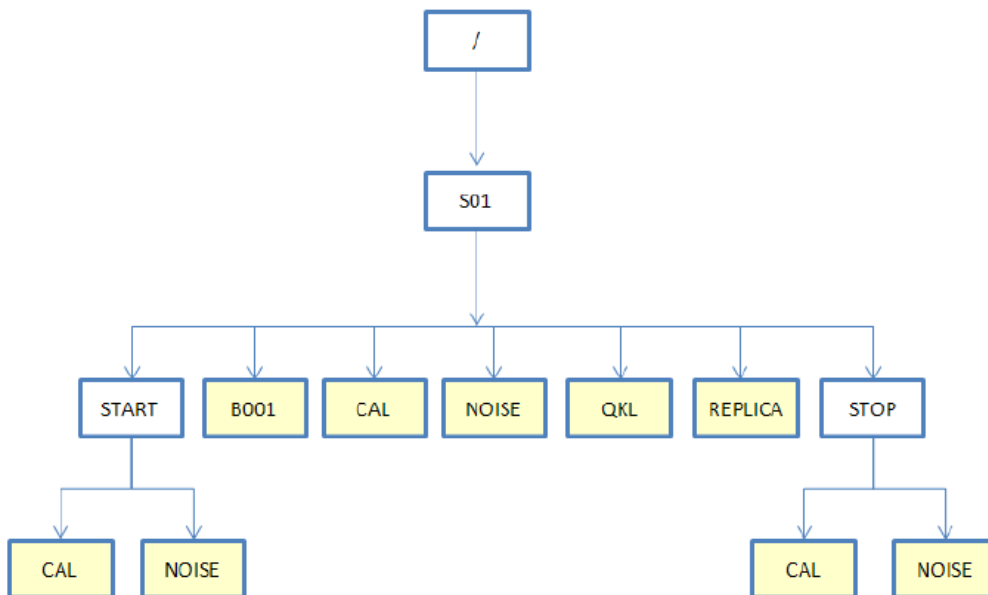 /
S01
START
B001
CAL
NOISE
QKL
REPLICA
STOP
CAL
NOISE
CAL
NOISE